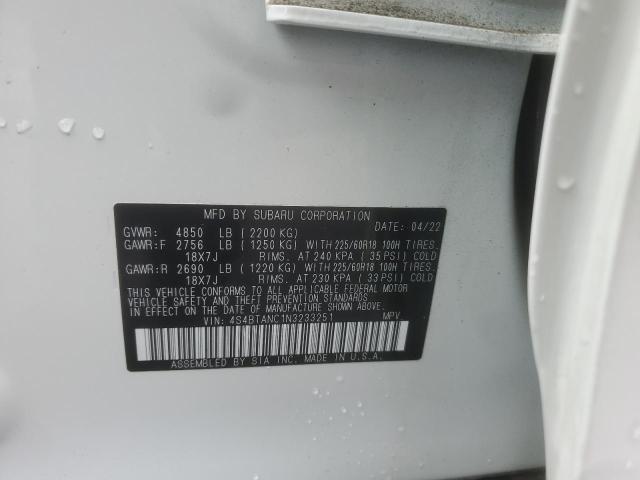 MFD BY SUBARU CORPORATION
GVWR: 4850 LB (2200 KG) DATE: 04/22
GAWR:F 2756 LB (1250 KG) WITH 225/60R18 100H TIRES.
18X7J RIMS. AT 240 KPA (35 PSI) COLD
GAWR:R 2690 LB (1220 KG) WITH 225/60R18 100H TIRES.
18X7J RIMS. AT 230 KPA (33 PSI) COLD
THIS VEHICLE CONFORMS TO ALL APPLICABLE FEDERAL MOTOR
VEHICLE SAFETY AND THEFT PREVENTION STANDARDS
IN EFFECT ON THE DATE OF MANUFACTURE SHOWN ABOVE.
VIN: 4S4BTANC1N3233251 MPV
ASSEMBLED BY SIA INC. MADE IN U.S.A.